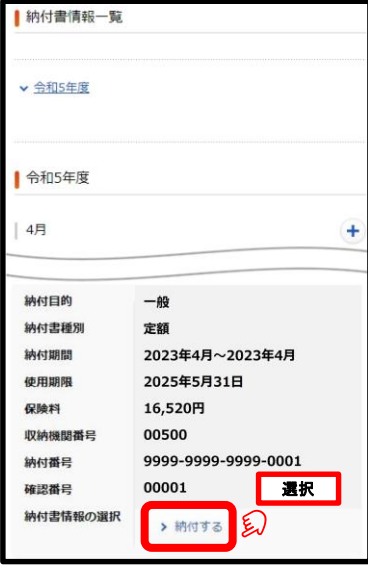 納付書情報一覧
令和5年度
令和5年度
4月
納付目的 一般
納付書種別 定額
納付期間 2023年4月～2023年4月
使用期限 2025年5月31日
保険料 16,520円
収納機関番号 00500
納付番号 9999-9999-9999-0001
確認番号 00001 選択
納付書情報の選択 納付する